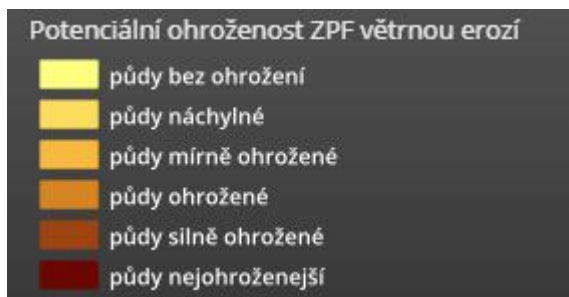 Potenciální ohroženost ZPF větrnou erozí
půdy bez ohrožení
půdy náchylné
půdy mírně ohrožené
půdy ohrožené
půdy silně ohrožené
půdy nejohroženejší